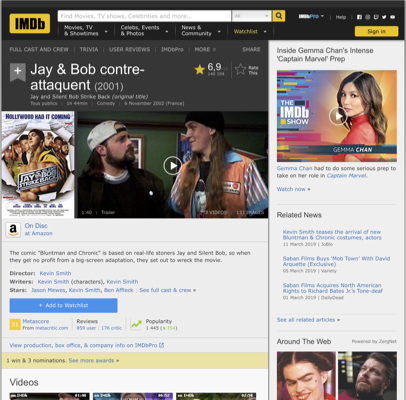 IMDb
Find Movies, TV shows, Celebrities and more...
All
IMDbPro
Help
Movies, TV & Showtimes
Celebs, Events & Photos
News & Community
Watchlist
Sign in
FULL CAST AND CREW | TRIVIA | USER REVIEWS | IMDbPro | MORE
SHARE
Jay & Bob contre-attaquent (2001)
Jay and Silent Bob Strike Back (original title)
Tous publics | 1h 44min | Comedy | 6 November 2002 (France)
6,9
Rate This
HOLLYWOOD HAD IT COMING
JAY AND SILENT BOB STRIKE BACK
1:40 | Trailer
3 VIDEOS
On Disc
at Amazon
The comic "Bluntman and Chronic" is based on real-life stoners Jay and Silent Bob, so when
they get no profit from a big-screen adaptation, they set out to wreck the movie.
Director: Kevin Smith
Writers: Kevin Smith (characters), Kevin Smith
Stars: Jason Mewes, Kevin Smith, Ben Affleck | See full cast & crew »
+ Add to Watchlist
Metascore
From metacritic.com
Reviews
859 user | 176 critic
Popularity
1 445
View production, box office, & company info on IMDbPro
1 win & 3 nominations. See more awards »
Videos
Inside Gemma Chan's Intense
'Captain Marvel' Prep
THE IMDb SHOW
GEMMA CHAN
Gemma Chan had to do some serious prep to
take on her role in Captain Marvel.
Watch now »
Related News
Kevin Smith teases the arrival of new
Bluntman & Chronic costumes, actors
11 March 2019 | JoBlo
Saban Films Buys 'Mob Town' With David
Arquette (Exclusive)
05 March 2019 | Variety
Saban Films Acquires North American
Rights to Richard Bates Jr.'s Tone-deaf
01 March 2019 | DailyDead
See all related articles »
Around The Web
Powered by ZergNet